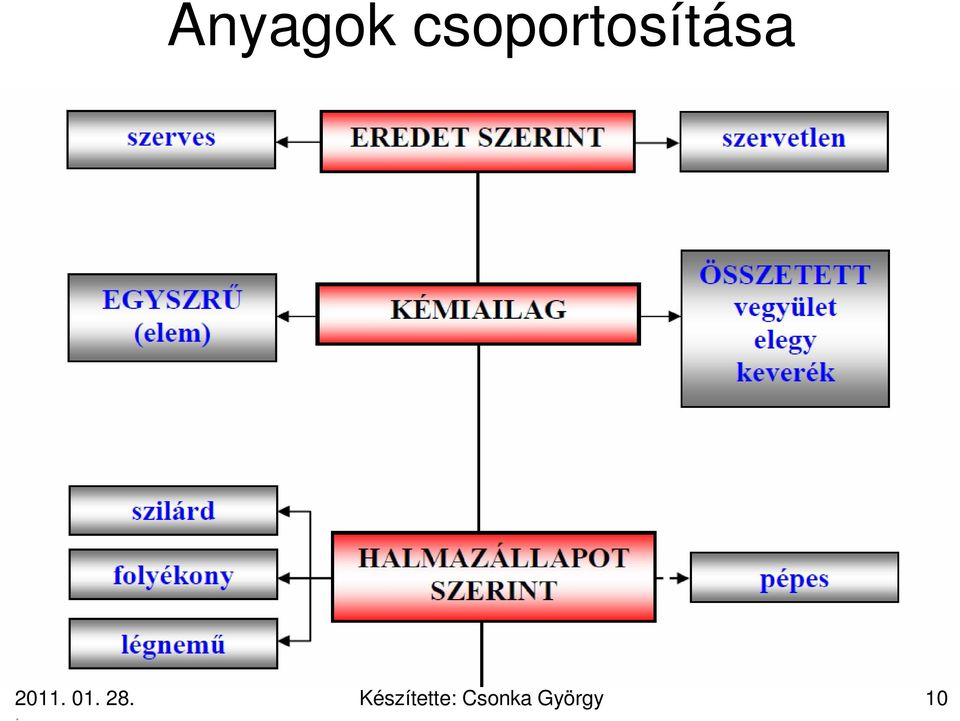 Anyagok csoportosítása
szerves
EREDET SZERINT
szervetlen
EGYSZRŰ
(elem)
KÉMIAILAG
ÖSSZETETT
vegyület
elegy
keverék
szilárd
folyékony
légnemű
HALMAZÁLLAPOT
SZERINT
pépes
2011. 01. 28.
.
Készítette: Csonka György
10